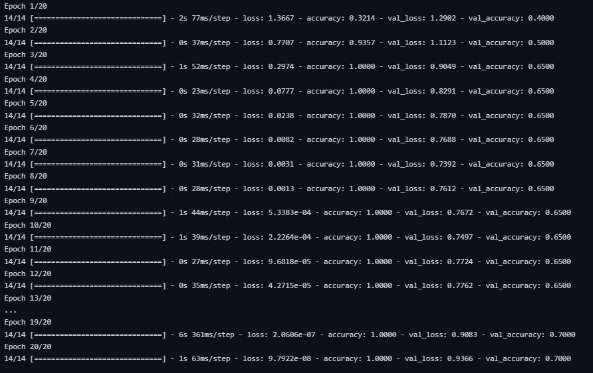 Epoch 1/20
14/14 [==============================] - 2s 77ms/step - loss: 1.3667 - accuracy: 0.3214 - val_loss: 1.2902 - val_accuracy: 0.4000
Epoch 2/20
14/14 [==============================] - 0s 37ms/step - loss: 0.7707 - accuracy: 0.9357 - val_loss: 1.1123 - val_accuracy: 0.5000
Epoch 3/20
14/14 [==============================] - 1s 52ms/step - loss: 0.2974 - accuracy: 1.0000 - val_loss: 0.9049 - val_accuracy: 0.6500
Epoch 4/20
14/14 [==============================] - 0s 23ms/step - loss: 0.0777 - accuracy: 1.0000 - val_loss: 0.8291 - val_accuracy: 0.6500
Epoch 5/20
14/14 [==============================] - 0s 32ms/step - loss: 0.0238 - accuracy: 1.0000 - val_loss: 0.7870 - val_accuracy: 0.6500
Epoch 6/20
14/14 [==============================] - 0s 28ms/step - loss: 0.0082 - accuracy: 1.0000 - val_loss: 0.7688 - val_accuracy: 0.6500
Epoch 7/20
14/14 [==============================] - 0s 31ms/step - loss: 0.0031 - accuracy: 1.0000 - val_loss: 0.7392 - val_accuracy: 0.6500
Epoch 8/20
14/14 [==============================] - 0s 28ms/step - loss: 0.0013 - accuracy: 1.0000 - val_loss: 0.7612 - val_accuracy: 0.6500
Epoch 9/20
14/14 [==============================] - 1s 44ms/step - loss: 5.3383e-04 - accuracy: 1.0000 - val_loss: 0.7672 - val_accuracy: 0.6500
Epoch 10/20
14/14 [==============================] - 1s 39ms/step - loss: 2.2264e-04 - accuracy: 1.0000 - val_loss: 0.7497 - val_accuracy: 0.6500
Epoch 11/20
14/14 [==============================] - 0s 27ms/step - loss: 9.6818e-05 - accuracy: 1.0000 - val_loss: 0.7724 - val_accuracy: 0.6500
Epoch 12/20
14/14 [==============================] - 0s 35ms/step - loss: 4.2715e-05 - accuracy: 1.0000 - val_loss: 0.7762 - val_accuracy: 0.6500
Epoch 13/20
...
Epoch 19/20
14/14 [==============================] - 6s 361ms/step - loss: 2.0606e-07 - accuracy: 1.0000 - val_loss: 0.9083 - val_accuracy: 0.7000
Epoch 20/20
14/14 [==============================] - 1s 63ms/step - loss: 9.7922e-08 - accuracy: 1.0000 - val_loss: 0.9366 - val_accuracy: 0.7000